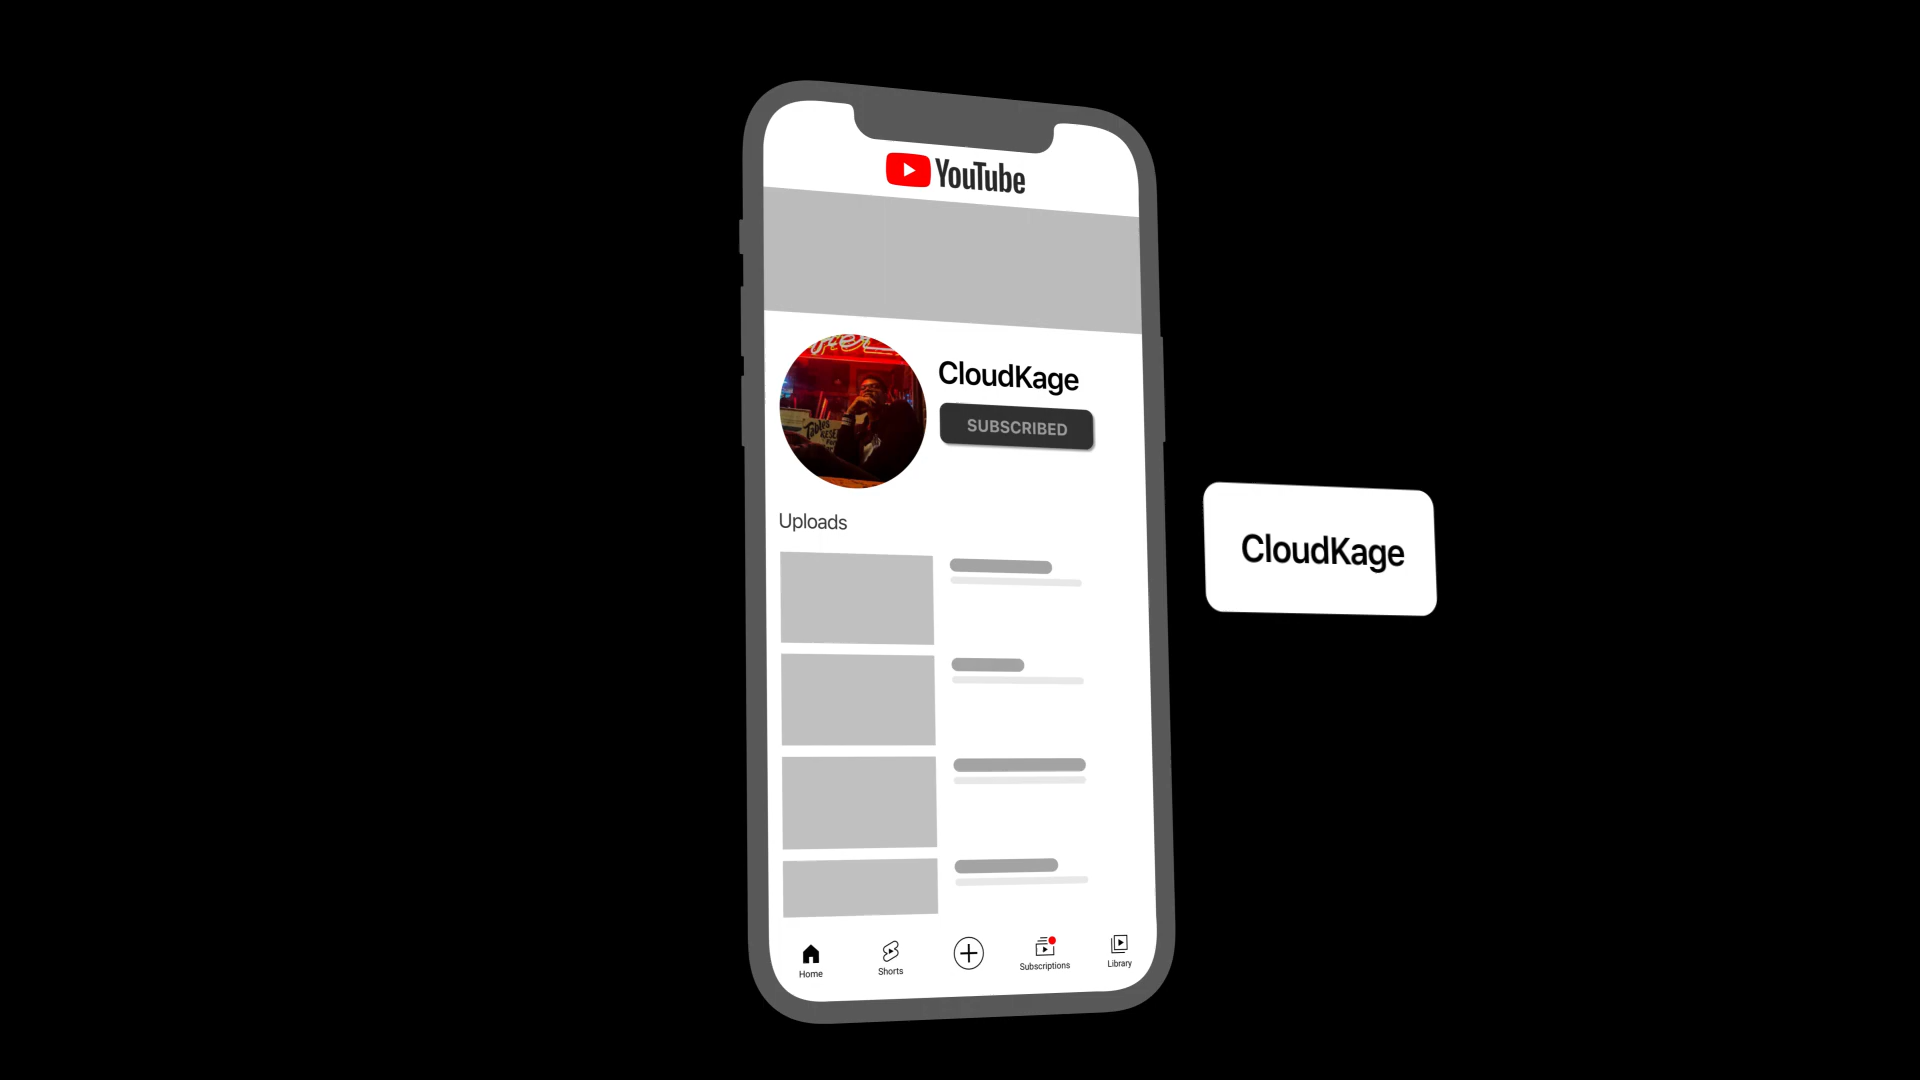 YouTube
CloudKage
SUBSCRIBED
Uploads
CloudKage
Home
Shorts
Subscriptions
Library